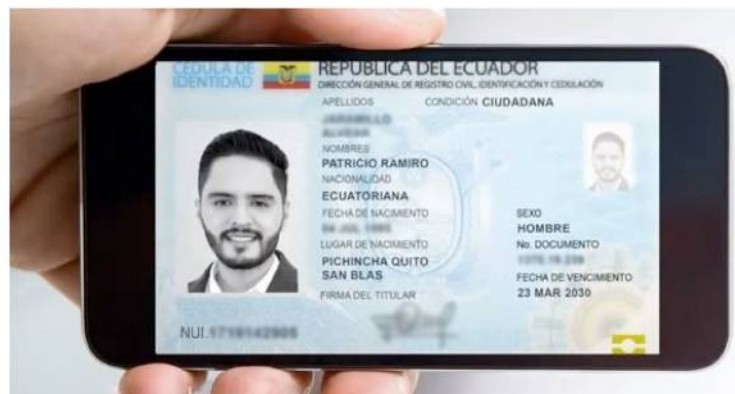 CÉDULA DE
IDENTIDAD
REPÚBLICA DEL ECUADOR
DIRECCIÓN GENERAL DE REGISTRO CIVIL, IDENTIFICACIÓN Y CEDULACIÓN
APELLIDOS
CONDICIÓN CIUDADANA
NOMBRES
PATRICIO RAMIRO
NACIONALIDAD
ECUATORIANA
FECHA DE NACIMIENTO
LUGAR DE NACIMIENTO
PICHINCHA QUITO
SAN BLAS
FIRMA DEL TITULAR
SEXO
HOMBRE
No. DOCUMENTO
FECHA DE VENCIMIENTO
23 MAR 2030
NUI.